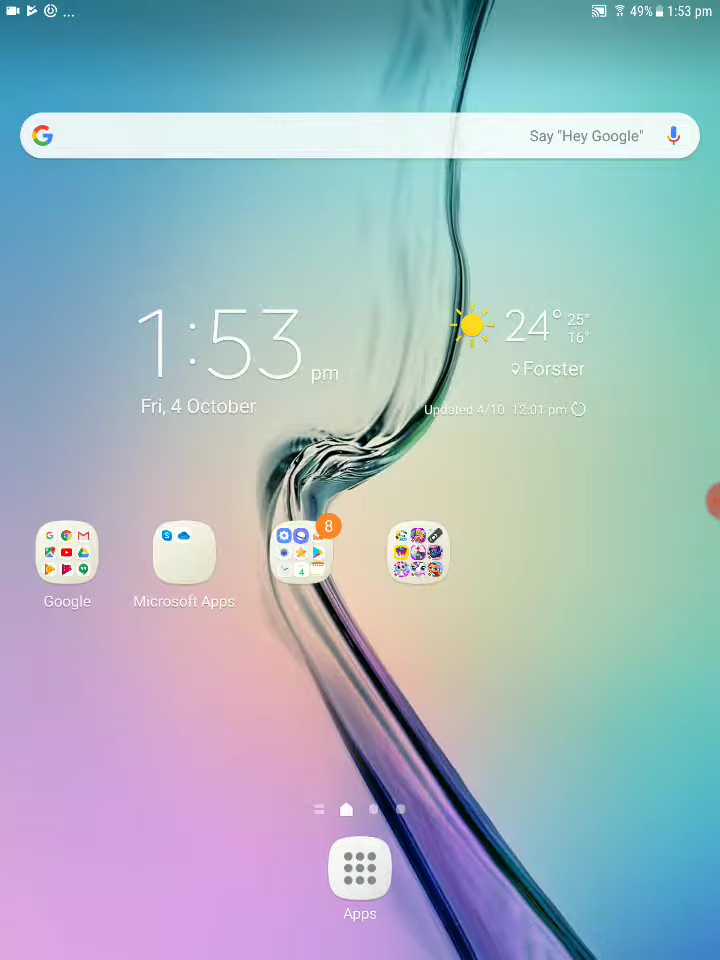 ... 49% 1:53 pm
Say "Hey Google"
1:53 pm
Fri, 4 October
24° 25°
16°
Forster
Updated 4/10 12:01 pm
8
4
Google
Microsoft Apps
Apps